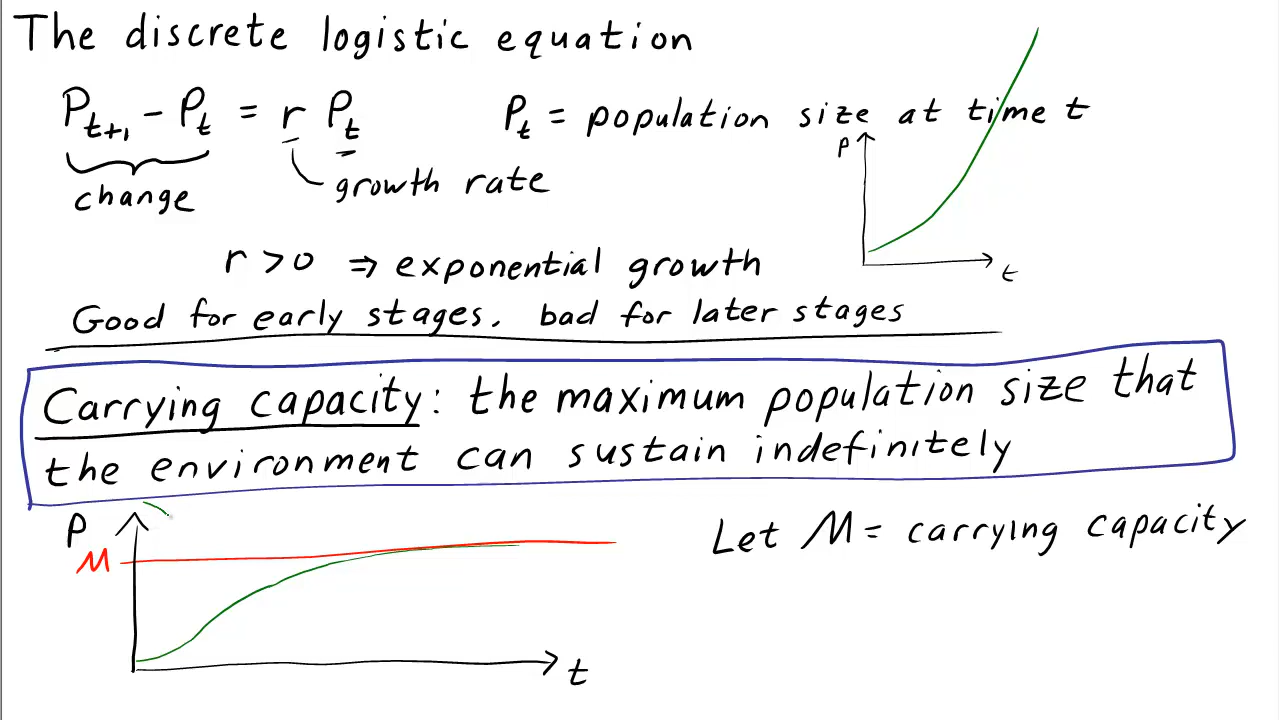 The discrete logistic equation
P_{t+1} - P_t = r P_t    P_t = population size at time t
P
change
growth rate
r > 0 ⇒ exponential growth
t
Good for early stages, bad for later stages
Carrying capacity: the maximum population size that
the environment can sustain indefinitely
P
M
Let M = carrying capacity
t